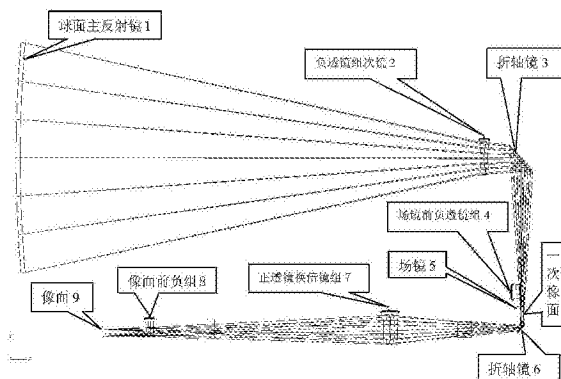 球面主反射镜 1
负透镜组次镜 2
折轴镜 3
场镜前负透镜组 4
场镜 5
一次像面
正透镜转像镜组 7
像面前负组 8
像面 9
折轴镜 6